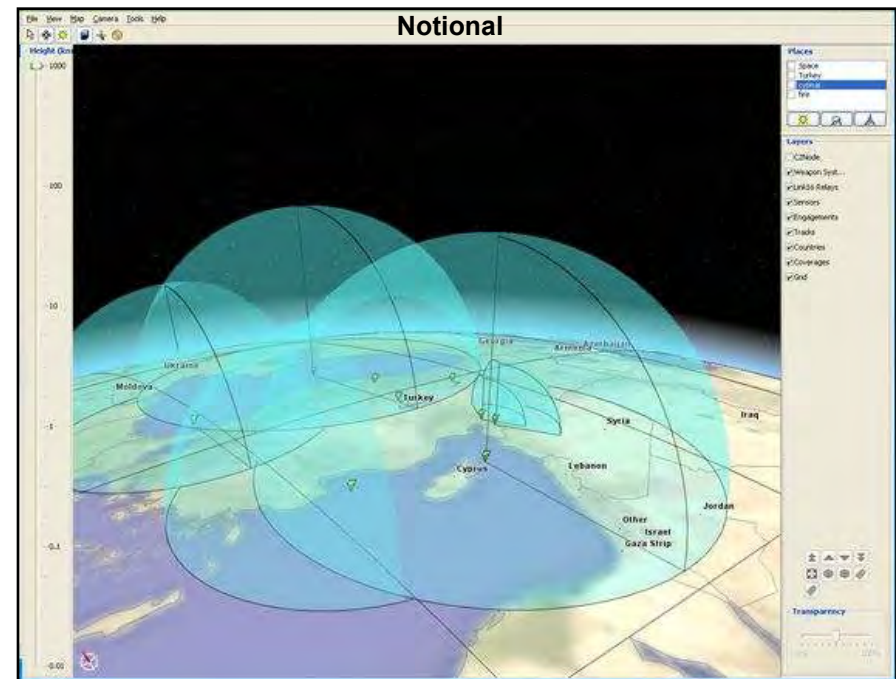 Notional
File View Map Camera Tools Help
Height (km
1000
100
10
1
0.1
0.01
Ukraine
Moldova
Georgia
Armenia
Azerbaijan
Turkey
Syria
Iraq
Cyprus
Lebanon
Jordan
Other
Israel
Gaza Strip
Places
Space
Turkey
fire
Layers
C2Node
Weapon Syst...
Link16 Relays
Sensors
Engagements
Tracks
Countries
Coverages
Grid
Transparency